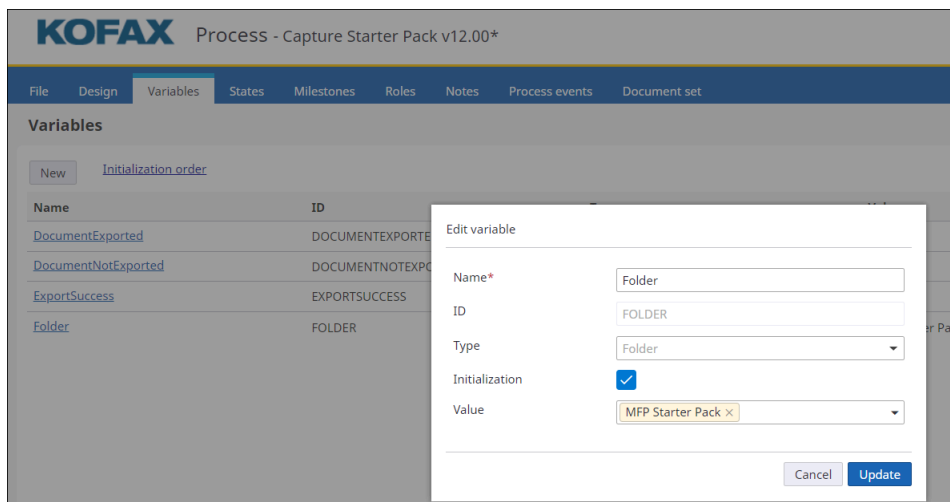 KOFAX Process - Capture Starter Pack v12.00*
File Design Variables States Milestones Roles Notes Process events Document set
Variables
New Initialization order
Name ID
DocumentExported DOCUMENTEXPORTE
DocumentNotExported DOCUMENTNOTEXPO
ExportSuccess EXPORTSUCCESS
Folder FOLDER er Pa
Edit variable
Name* Folder
ID FOLDER
Type Folder
Initialization
Value MFP Starter Pack ×
Cancel Update